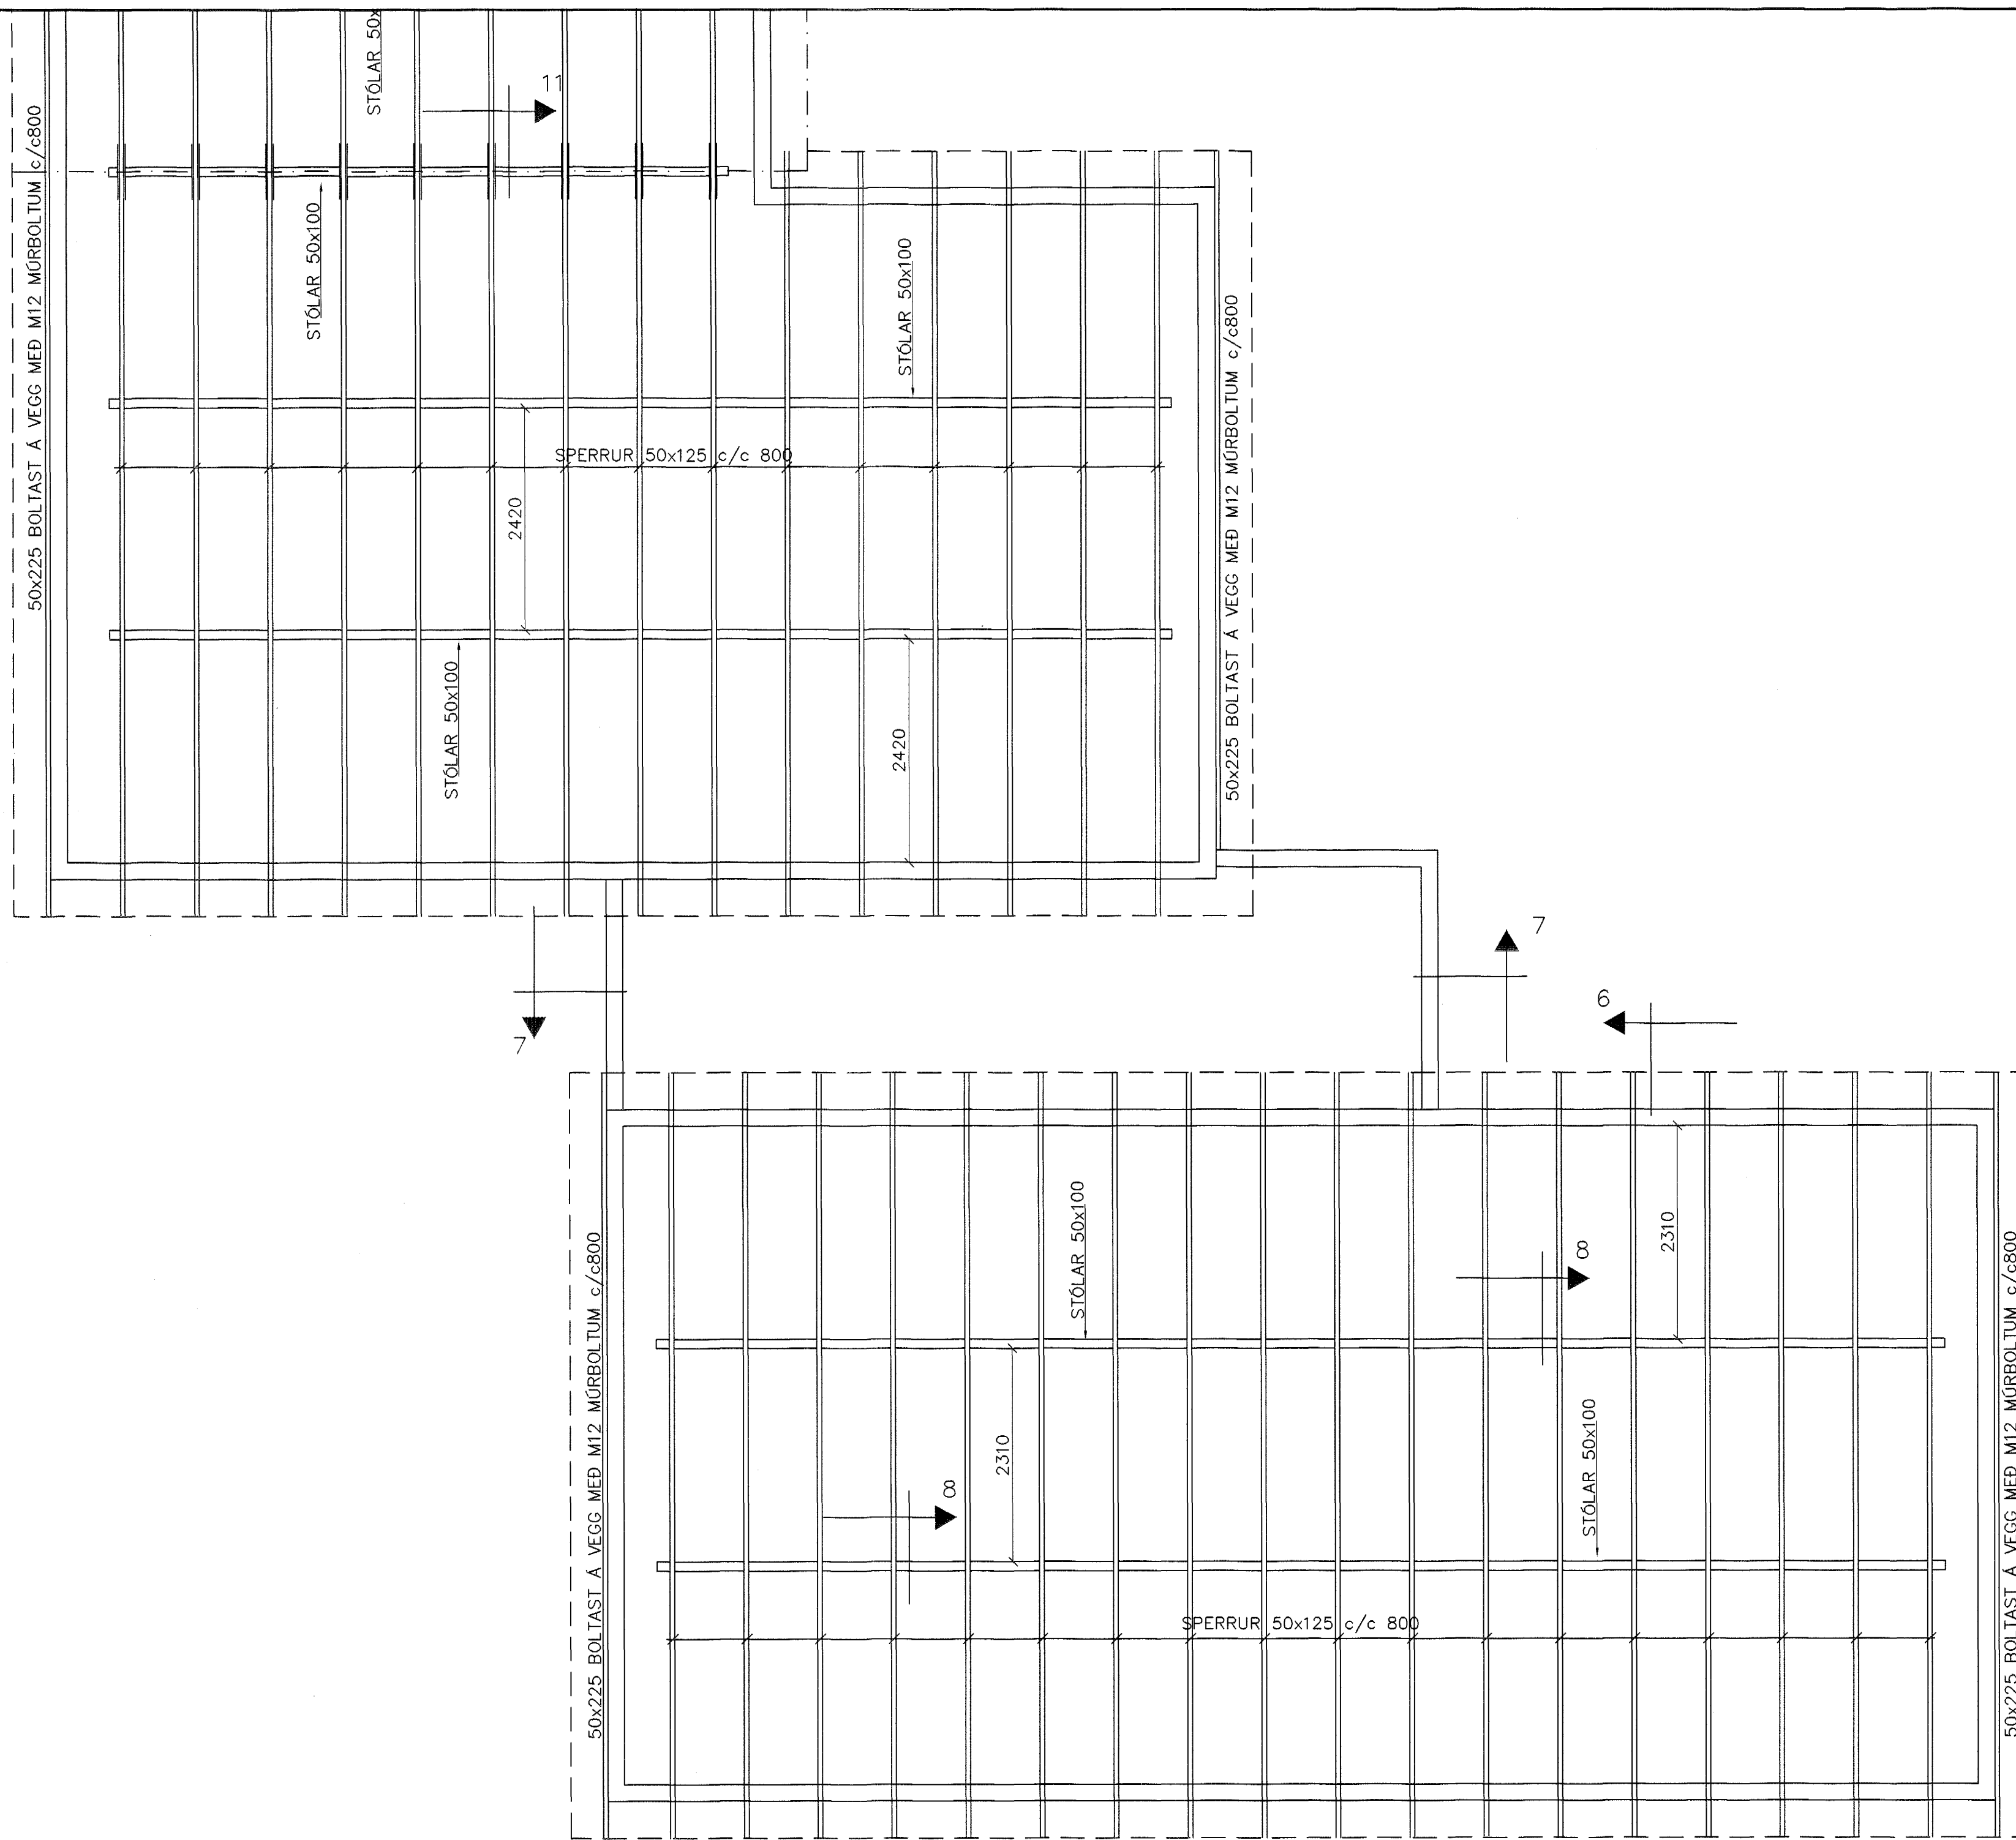 STÓLAR 50x
11
50x225 BOLTAST Á VEGG MEÐ M12 MÚRBOLTUM c/c800
STÓLAR 50x100
STÓLAR 50x100
50x225 BOLTAST Á VEGG MEÐ M12 MÚRBOLTUM c/c800
SPERRUR 50x125 c/c 800
2420
STÓLAR 50x100
2420
7
7
6
STÓLAR 50x100
2310
8
50x225 BOLTAST Á VEGG MEÐ M12 MÚRBOLTUM c/c800
50x225 BOLTAST Á VEGG MEÐ M12 MÚRBOLTUM c/c800
2310
STÓLAR 50x100
8
SPERRUR 50x125 c/c 800